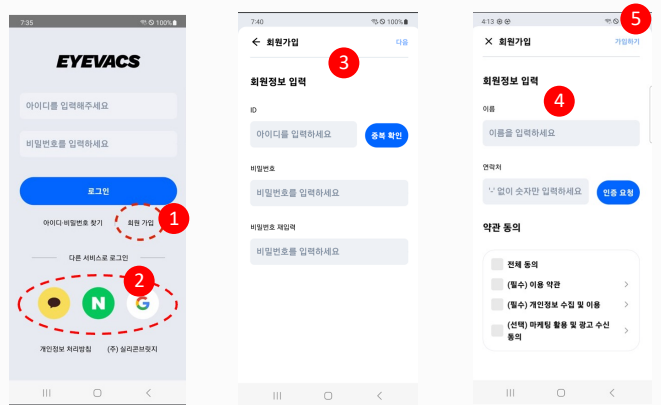 7:35
100%
EYEVACS
아이디를 입력해주세요
비밀번호를 입력하세요
로그인
아이디·비밀번호 찾기
회원 가입
1
다른 서비스로 로그인
2
N
G
개인정보 처리방침
(주) 실리콘브릿지
7:40
100%
회원가입
다음
3
회원정보 입력
ID
아이디를 입력하세요
중복 확인
비밀번호
비밀번호를 입력하세요
비밀번호 재입력
비밀번호를 입력하세요
4:13
5
회원가입
가입하기
회원정보 입력
4
이름
이름을 입력하세요
연락처
'-' 없이 숫자만 입력하세요
인증 요청
약관 동의
전체 동의
(필수) 이용 약관
(필수) 개인정보 수집 및 이용
(선택) 마케팅 활용 및 광고 수신
동의